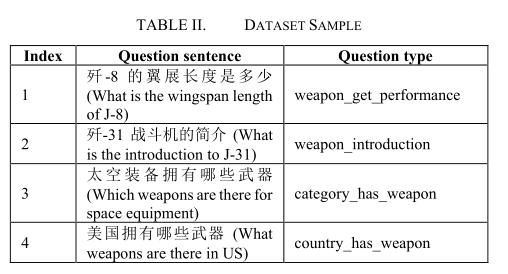 TABLE II. DATASET SAMPLE
Index Question sentence Question type
1 歼-8 的翼展长度是多少 (What is the wingspan length of J-8) weapon_get_performance
2 歼-31 战斗机的简介 (What is the introduction to J-31) weapon_introduction
3 太空装备拥有哪些武器 (Which weapons are there for space equipment) category_has_weapon
4 美国拥有哪些武器 (What weapons are there in US) country_has_weapon